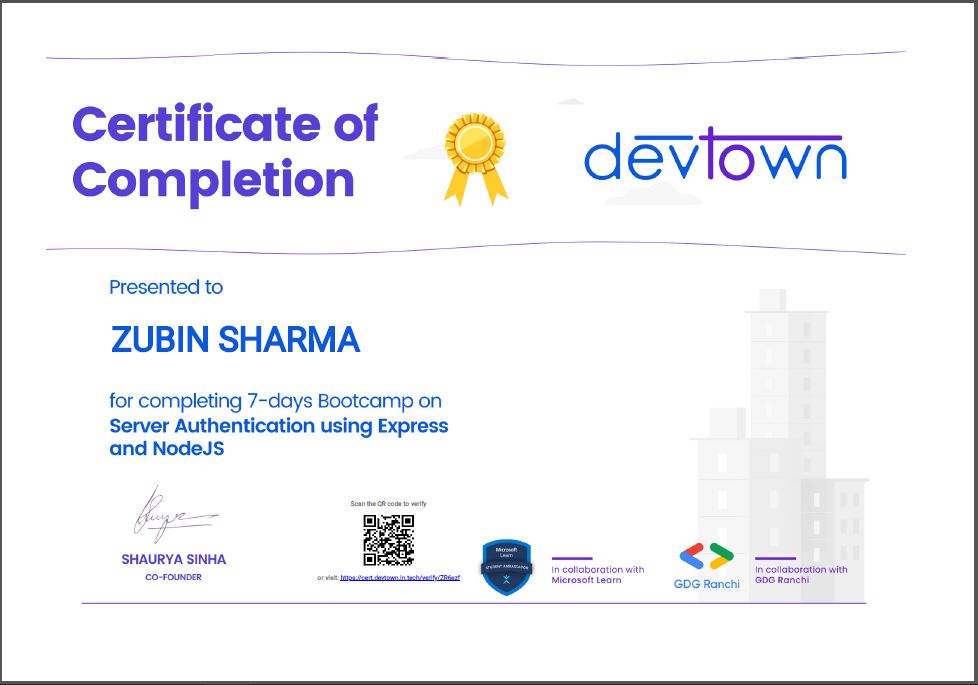 Certificate of
Completion
devtown
Presented to
ZUBIN SHARMA
for completing 7-days Bootcamp on
Server Authentication using Express
and NodeJS
SHAURYA SINHA
CO-FOUNDER
Scan the QR code to verify
or visit: https://cert.devtown.in.tech/verify/ZR6ezf
Microsoft
Learn
STUDENT AMBASSADOR
In collaboration with
Microsoft Learn
GDG Ranchi
In collaboration with
GDG Ranchi